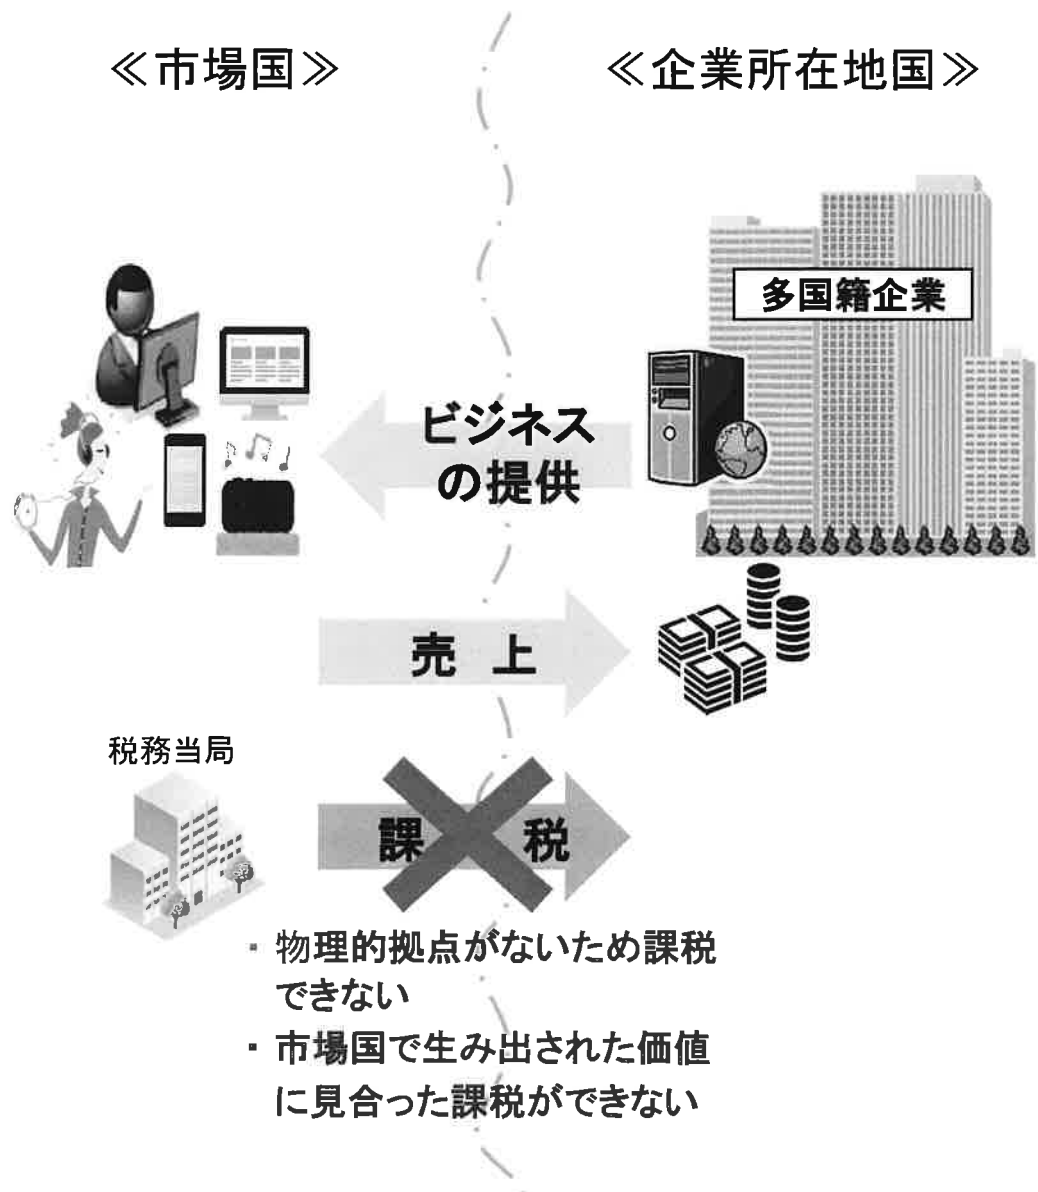 ≪市場国≫
≪企業所在地国≫
多国籍企業
ビジネス
の提供
売 上
税務当局
課 税
・物理的拠点がないため課税
できない
・市場国で生み出された価値
に見合った課税ができない